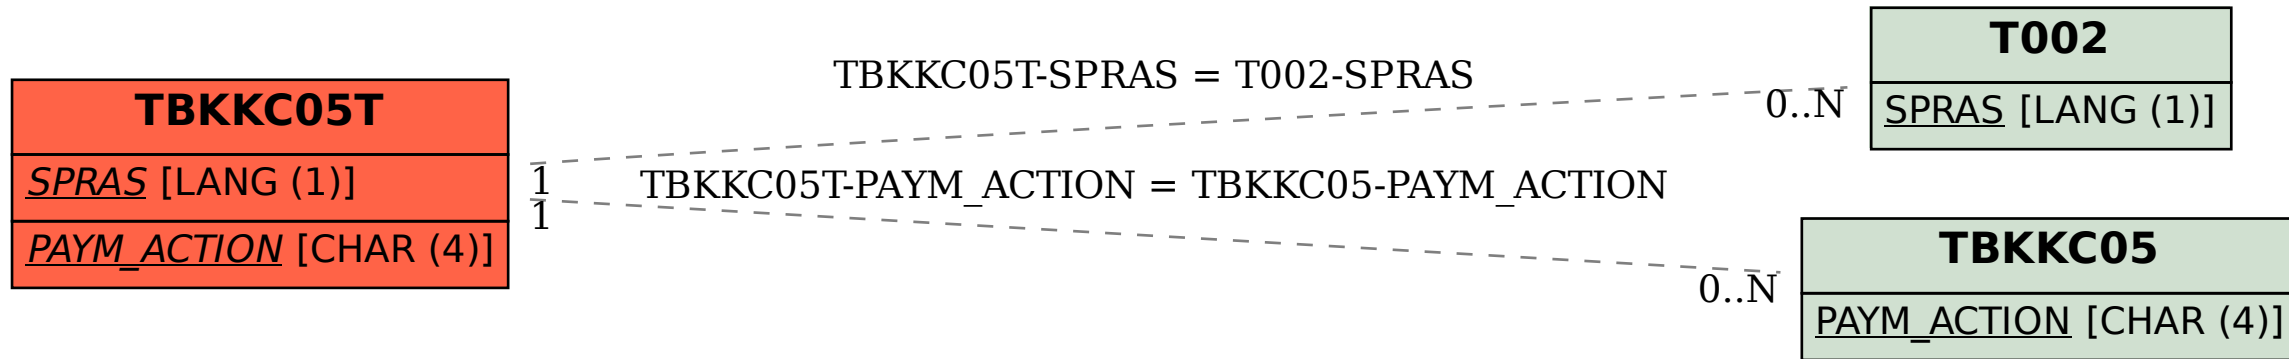 TBKKC05T
SPRAS [LANG (1)]
PAYM_ACTION [CHAR (4)]
TBKKC05T-SPRAS = T002-SPRAS
1
0..N
T002
SPRAS [LANG (1)]
TBKKC05T-PAYM_ACTION = TBKKC05-PAYM_ACTION
1
0..N
TBKKC05
PAYM_ACTION [CHAR (4)]